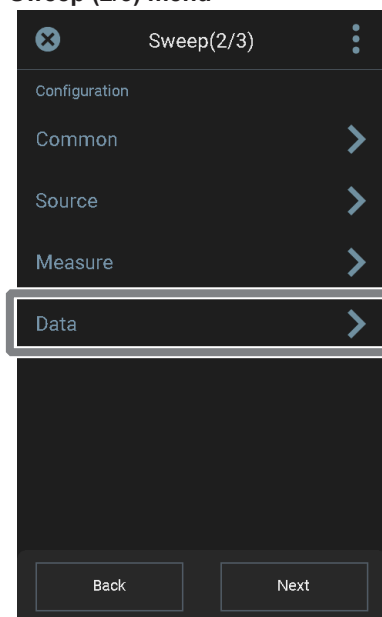 Sweep (2/3) menu
Sweep(2/3)
Configuration
Common
Source
Measure
Data
Back
Next